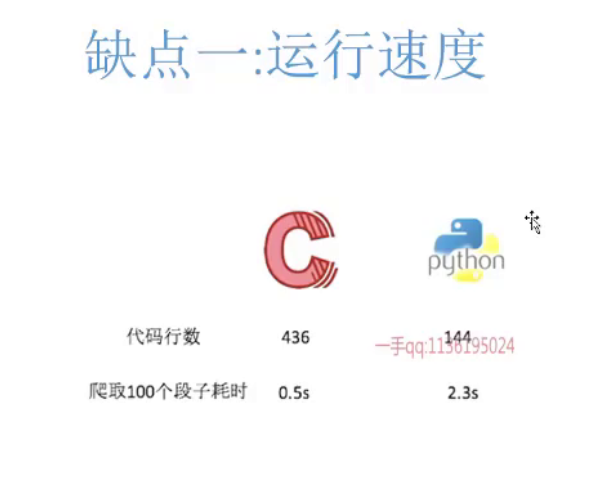 缺点一:运行速度
C python
代码行数 436 144
一手qq:1136195024
爬取100个段子耗时 0.5s 2.3s